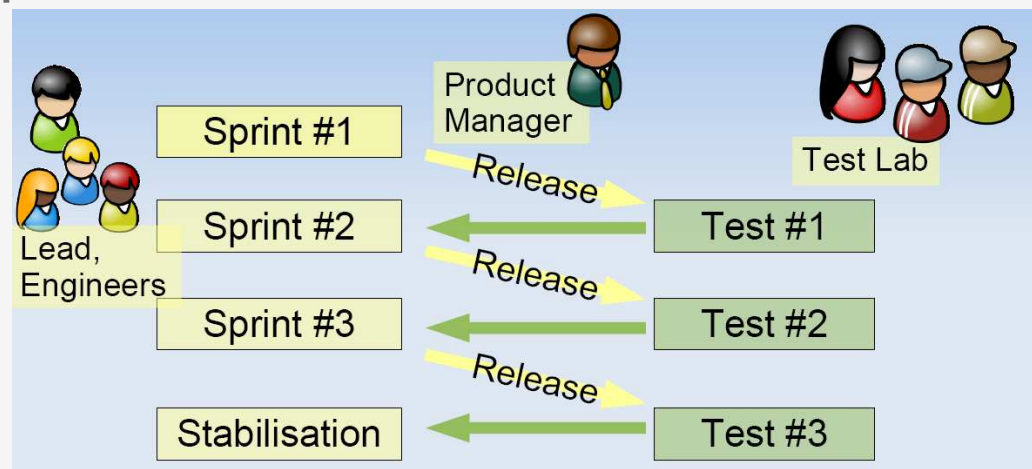 Product
Manager
Sprint #1
Test Lab
Release
Sprint #2
Test #1
Lead,
Engineers
Release
Sprint #3
Test #2
Release
Stabilisation
Test #3